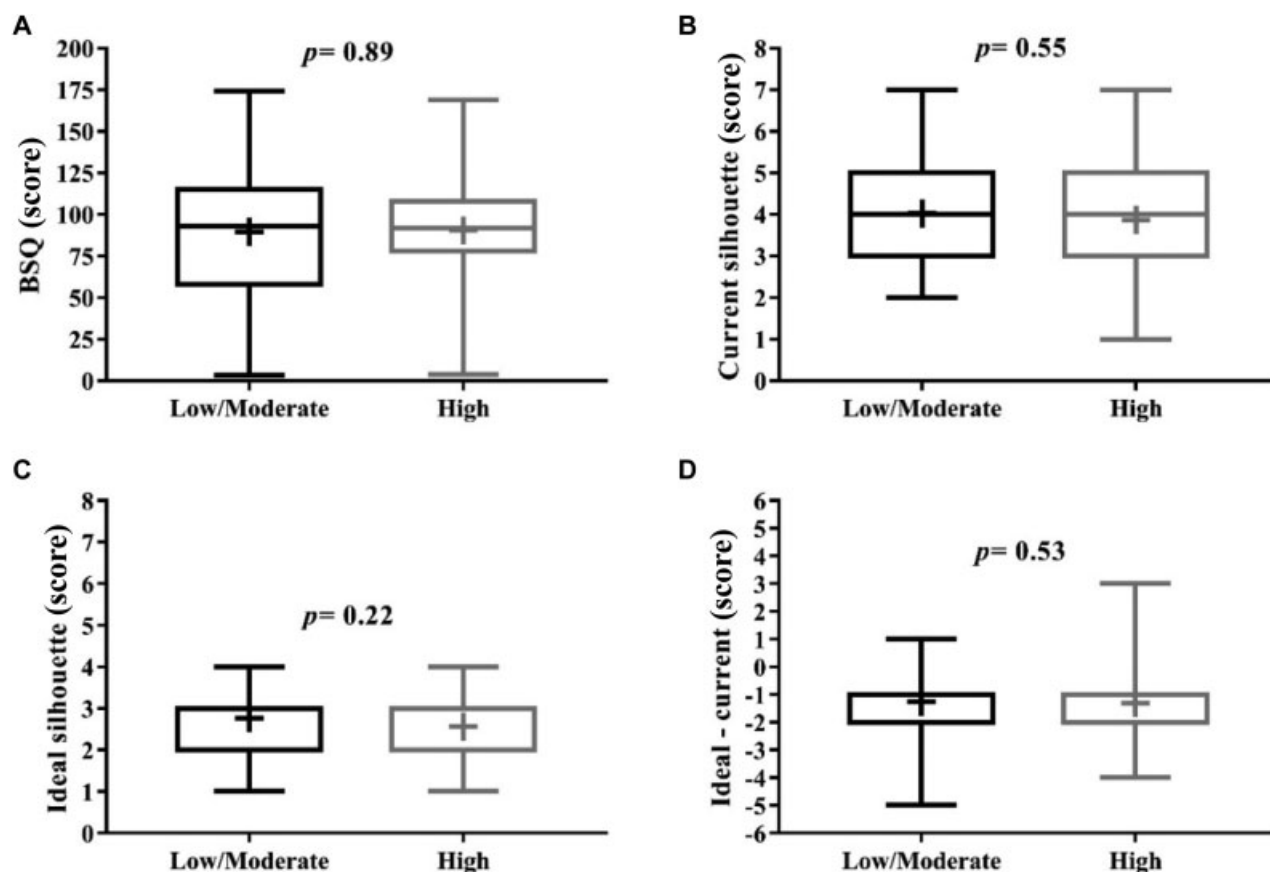 A
p= 0.89
BSQ (score)
200
175
150
125
100
75
50
25
0
Low/Moderate High
B
p= 0.55
Current silhouette (score)
8
7
6
5
4
3
2
1
0
Low/Moderate High
C
p= 0.22
Ideal silhouette (score)
8
7
6
5
4
3
2
1
0
Low/Moderate High
D
p= 0.53
Ideal - current (score)
6
5
4
3
2
1
0
-1
-2
-3
-4
-5
-6
Low/Moderate High